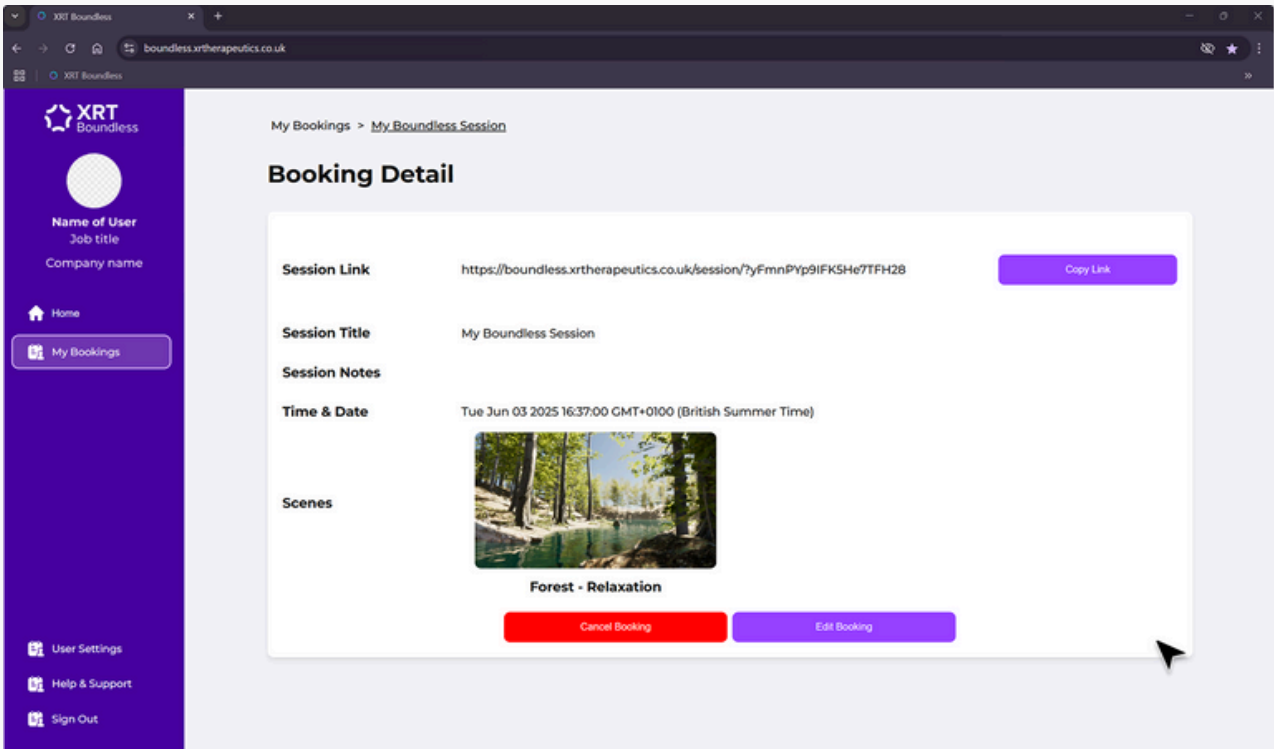 XRT Boundless
boundless.xrtherapeutics.co.uk
XRT Boundless
XRT
Boundless
Name of User
Job title
Company name
Home
My Bookings
User Settings
Help & Support
Sign Out
My Bookings > My Boundless Session
Booking Detail
Session Link https://boundless.xrtherapeutics.co.uk/session/?yFmnPYp9IFK5He7TFH28 Copy Link
Session Title My Boundless Session
Session Notes
Time & Date Tue Jun 03 2025 16:37:00 GMT+0100 (British Summer Time)
Scenes
Forest - Relaxation
Cancel Booking Edit Booking